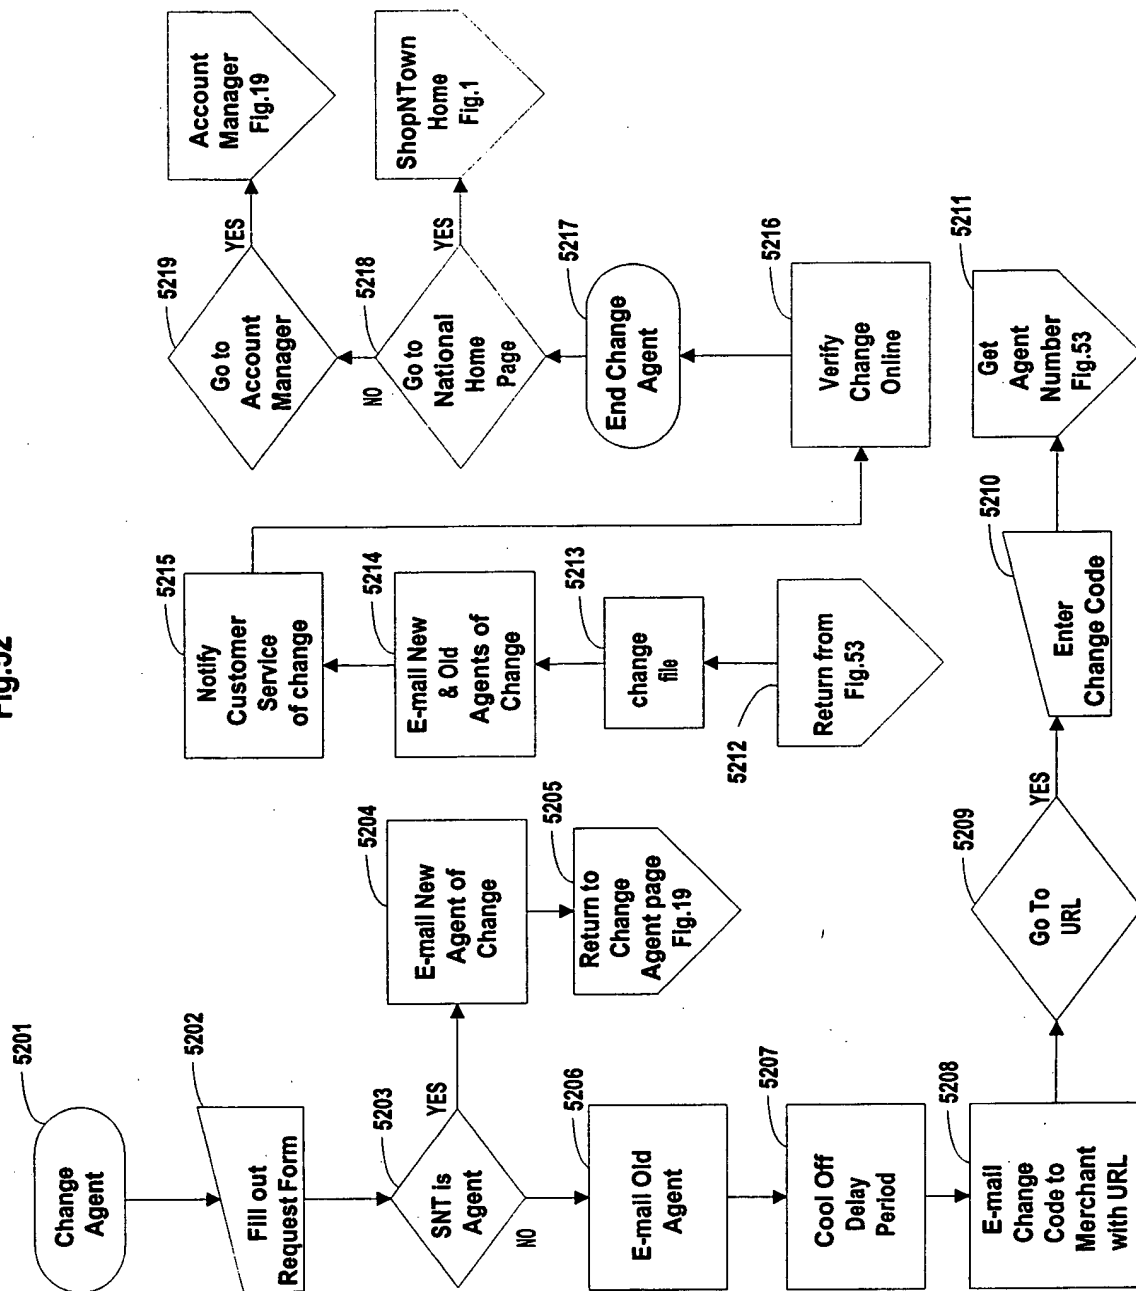 Fig.52
5201
Change
Agent
5202
Fill out
Request Form
5203
SNT is
Agent
YES
NO
5204
E-mail New
Agent of
Change
5205
Return to
Change
Agent page
Fig.19
5206
E-mail Old
Agent
5207
Cool Off
Delay
Period
5208
E-mail
Change
Code to
Merchant
with URL
5209
Go To
URL
YES
5210
Enter
Change Code
5211
Get
Agent
Number
Fig.53
5212
Return from
Fig.53
5213
change
file
5214
E-mail New
& Old
Agents of
Change
5215
Notify
Customer
Service
of change
5216
Verify
Change
Online
5217
End Change
Agent
5218
Go to
National
Home
Page
YES
NO
ShopNTown
Home
Fig.1
5219
Go to
Account
Manager
YES
Account
Manager
Fig.19